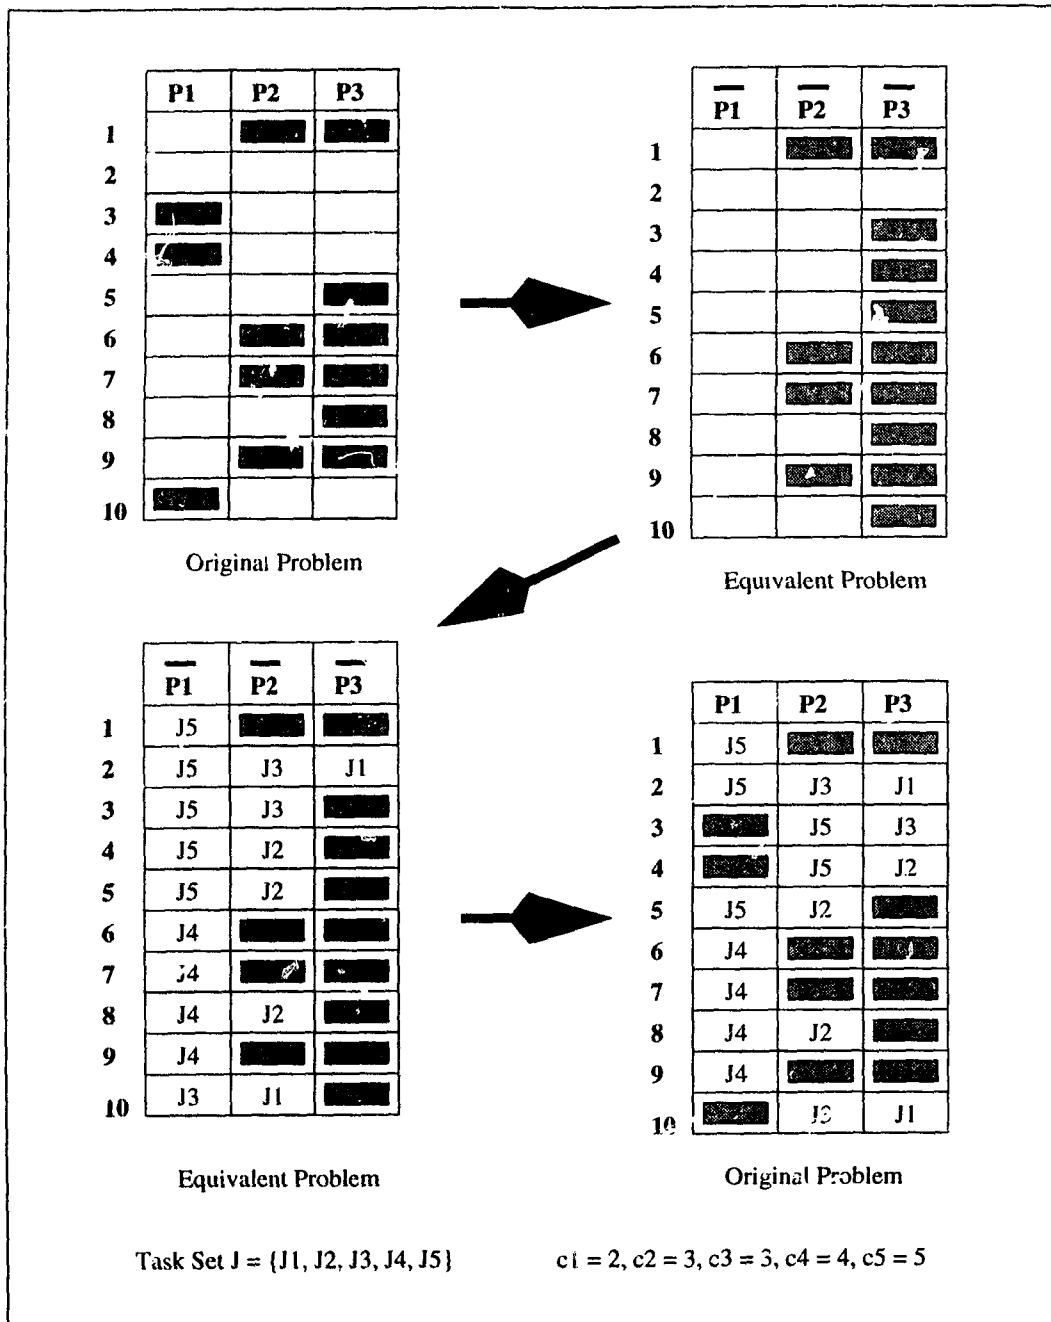 P1 P2 P3
1
2
3
4
5
6
7
8
9
10
Original Problem
P1 P2 P3
1
2
3
4
5
6
7
8
9
10
Equivalent Problem
P1 P2 P3
1 J5
2 J5 J3 J1
3 J5 J3
4 J5 J2
5 J5 J2
6 J4
7 J4
8 J4 J2
9 J4
10 J3 J1
Equivalent Problem
P1 P2 P3
1 J5
2 J5 J3 J1
3 J5 J3
4 J5 J2
5 J5 J2
6 J4
7 J4
8 J4 J2
9 J4
10 J3 J1
Original Problem
Task Set J = {J1, J2, J3, J4, J5}
c1 = 2, c2 = 3, c3 = 3, c4 = 4, c5 = 5